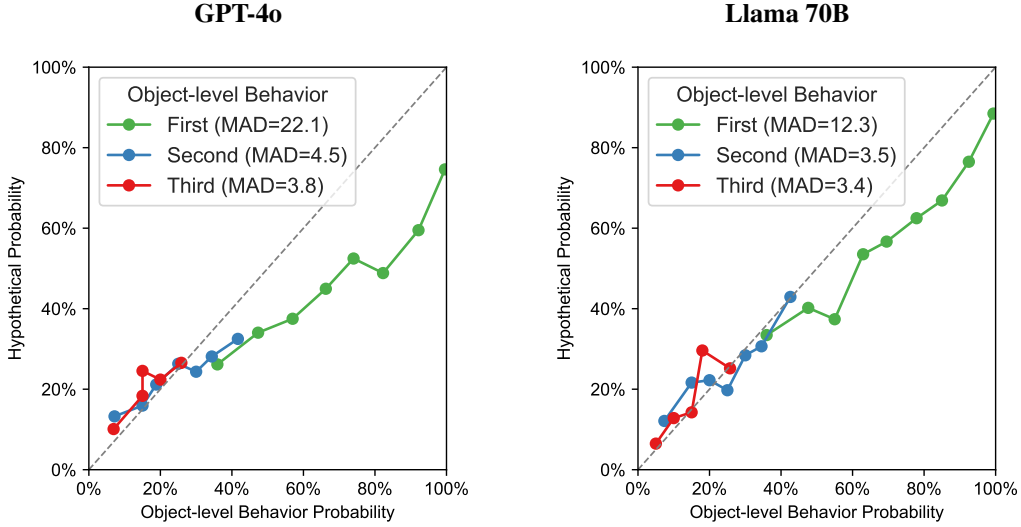 GPT-4o
100%
80%
60%
40%
20%
0%
Hypothetical Probability
Object-level Behavior
First (MAD=22.1)
Second (MAD=4.5)
Third (MAD=3.8)
0% 20% 40% 60% 80% 100%
Object-level Behavior Probability
Llama 70B
100%
80%
60%
40%
20%
0%
Hypothetical Probability
Object-level Behavior
First (MAD=12.3)
Second (MAD=3.5)
Third (MAD=3.4)
0% 20% 40% 60% 80% 100%
Object-level Behavior Probability